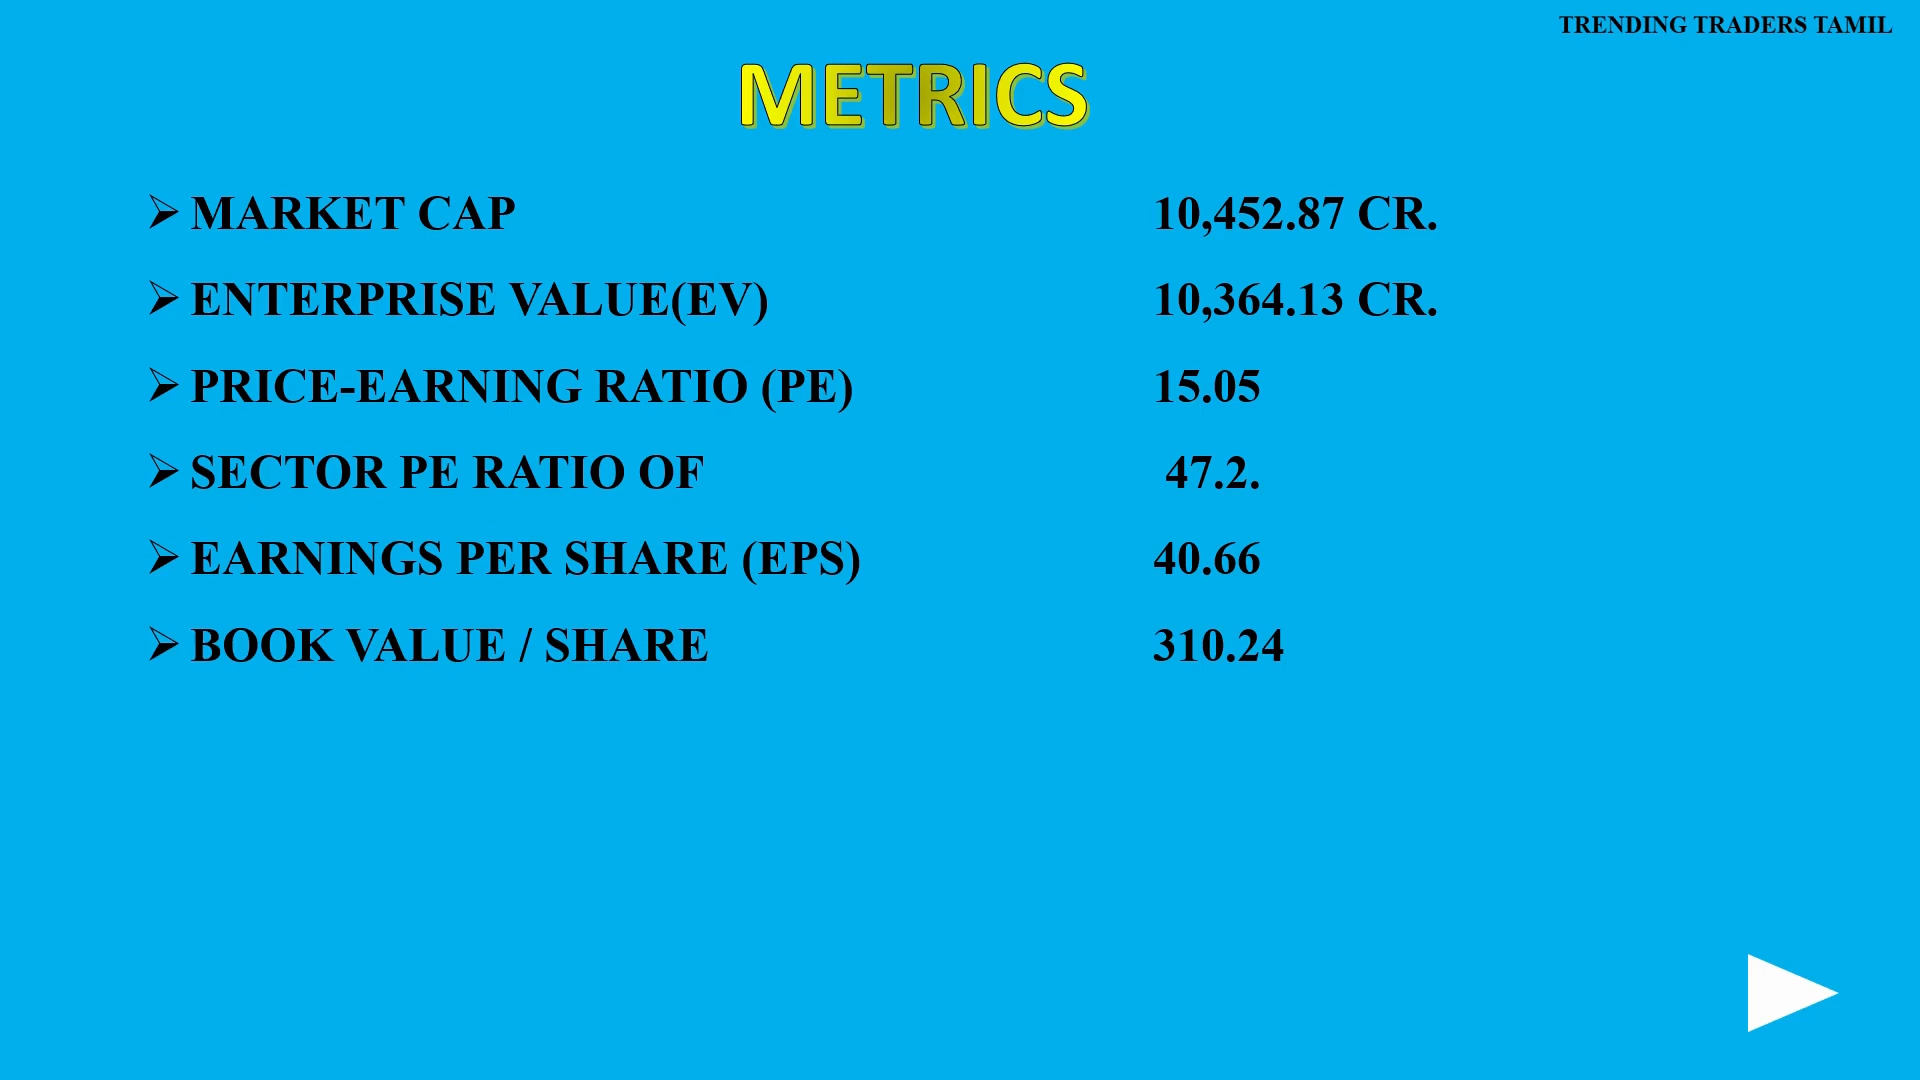 TRENDING TRADERS TAMIL
METRICS
MARKET CAP 10,452.87 CR.
ENTERPRISE VALUE(EV) 10,364.13 CR.
PRICE-EARNING RATIO (PE) 15.05
SECTOR PE RATIO OF 47.2.
EARNINGS PER SHARE (EPS) 40.66
BOOK VALUE / SHARE 310.24